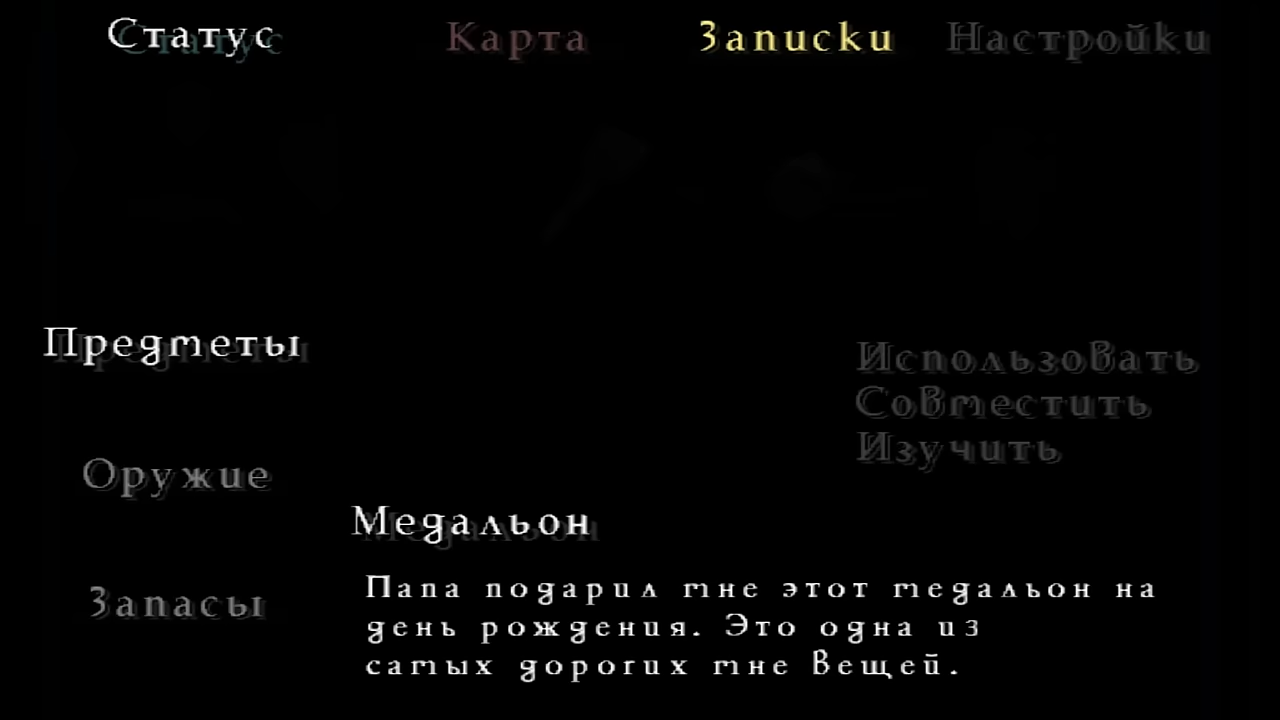 Статус Карта Записки Настройки
Предметы
Использовать
Совместить
Изучить
Оружие
Медальон
Запасы
Папа подарил мне этот медальон на
день рождения. Это одна из
самых дорогих мне вещей.